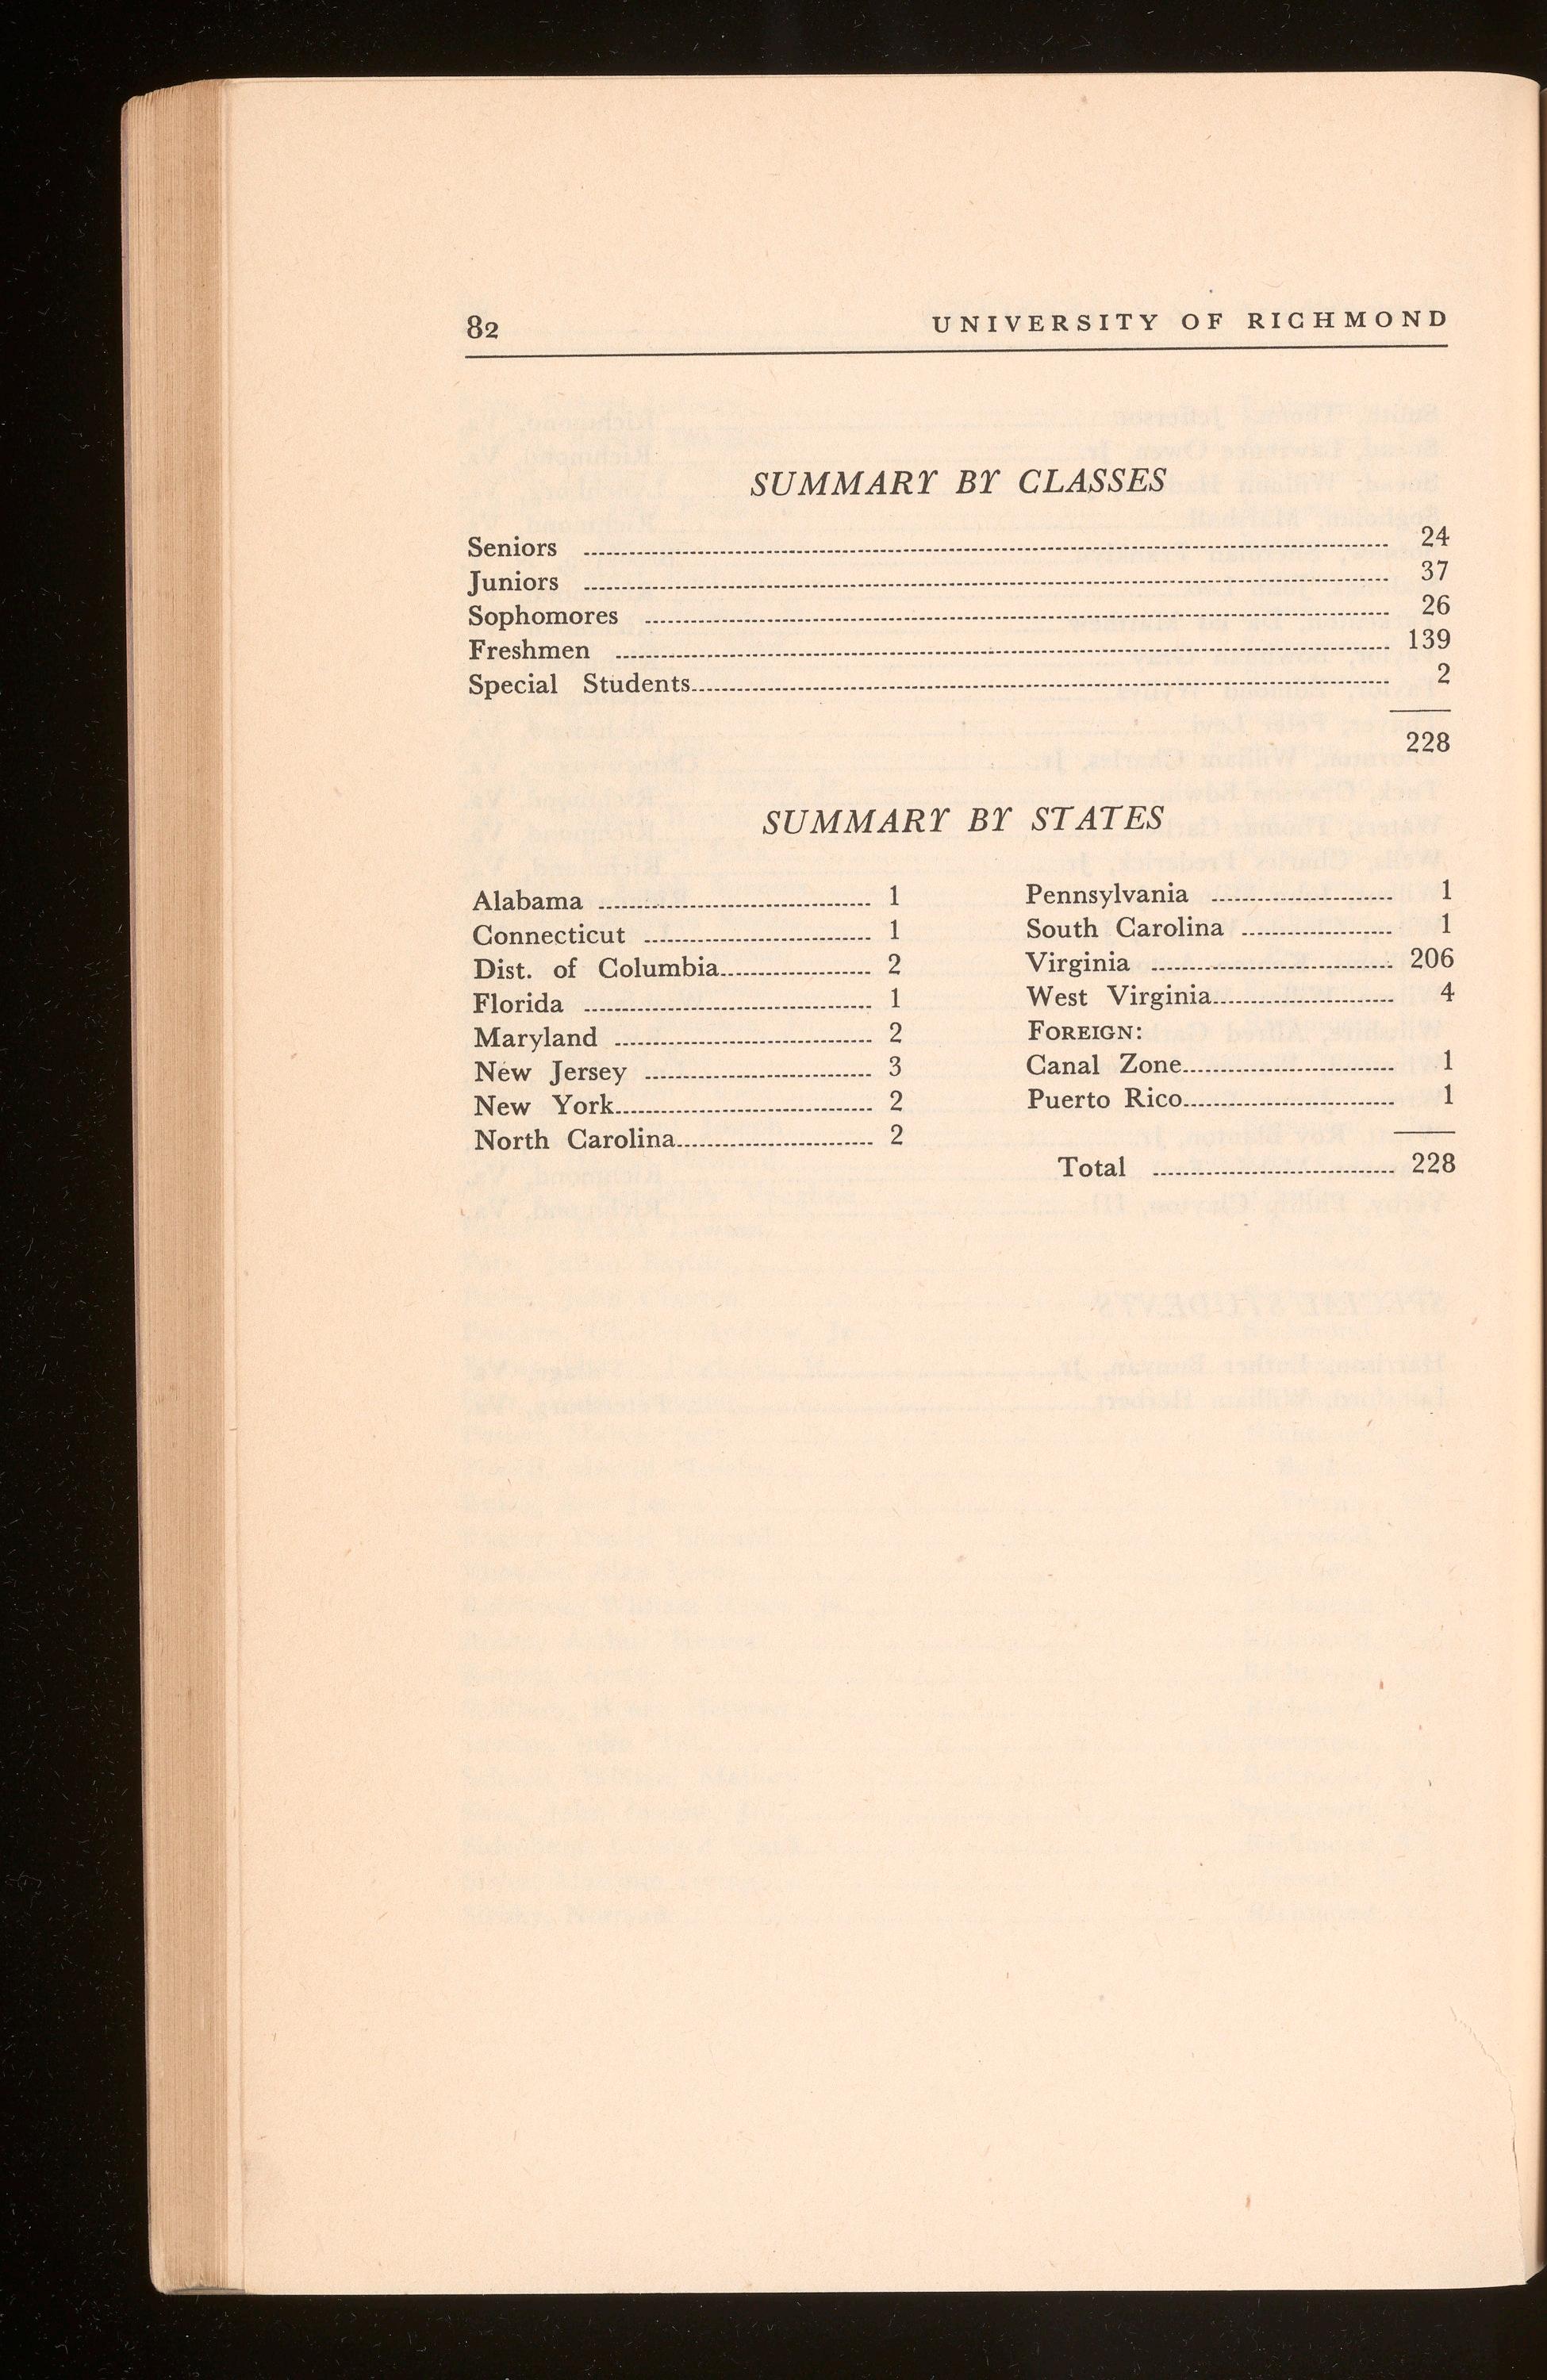 82 UNIVERSITY OF RICHMOND
SUMMARY BY CLASSES
Seniors 24
Juniors 37
Sophomores 26
Freshmen 139
Special Students 2
228
SUMMARY BY STATES
Alabama 1
Connecticut 1
Dist. of Columbia 2
Florida 1
Maryland 2
New Jersey 3
New York 2
North Carolina 2
Pennsylvania 1
South Carolina 1
Virginia 206
West Virginia 4
FOREIGN:
Canal Zone 1
Puerto Rico 1
Total 228